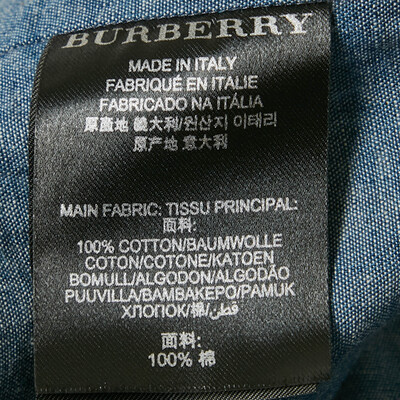 BURBERRY
MADE IN ITALY
FABRIQUÉ EN ITALIE
FABRICADO NA ITÁLIA
原產地 義大利/원산지 이태리
原产地 意大利
MAIN FABRIC: TISSU PRINCIPAL:
面料:
100% COTTON/BAUMWOLLE
COTON/COTONE/KATOEN
BOMULL/ALGODON/ALGODÃO
PUUVILLA/BAMBAKEPO/PAMUK
ХЛОПОК/棉/قطن
面料:
100% 棉